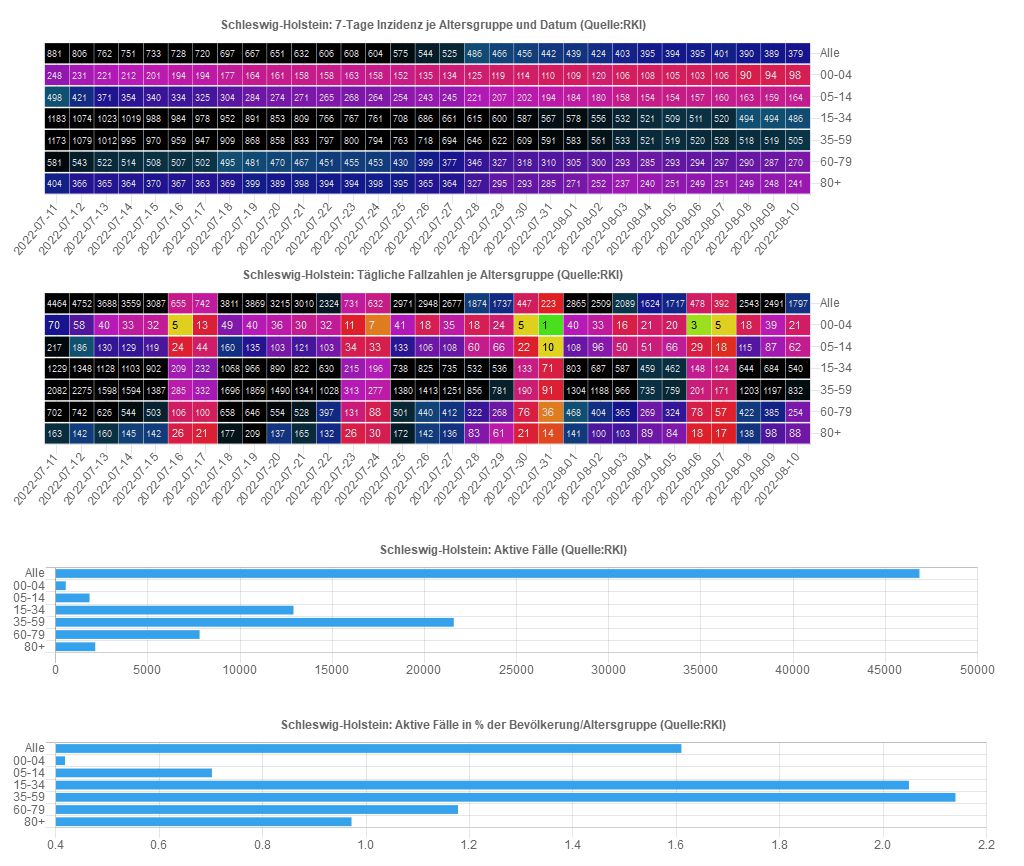 Schleswig-Holstein: 7-Tage Inzidenz je Altersgruppe und Datum (Quelle:RKI)
881 806 762 751 733 728 720 697 667 651 632 606 608 604 575 544 525 486 466 456 442 439 424 403 395 394 395 401 390 389 379 Alle
248 231 221 212 201 194 194 177 164 161 158 158 163 158 152 135 134 125 119 114 110 109 120 106 108 105 103 106 90 94 98 00-04
498 421 371 354 340 334 325 304 284 274 271 265 268 264 254 243 245 221 207 202 194 184 180 158 154 154 157 160 163 159 164 05-14
1183 1074 1023 1019 988 984 978 952 891 853 809 766 767 761 708 686 661 615 600 587 567 578 556 532 521 509 511 520 494 494 486 15-34
1173 1079 1012 995 970 959 947 909 868 858 833 797 800 794 763 718 694 646 622 609 591 583 561 533 521 519 520 528 518 519 505 35-59
581 543 522 514 508 507 502 495 481 470 467 451 455 453 430 399 377 346 327 318 310 305 300 293 285 293 294 297 290 287 270 60-79
404 366 365 364 370 367 363 369 399 389 398 394 394 398 395 365 364 327 295 293 285 271 252 237 240 251 249 251 249 248 241 80+
2022-07-11 2022-07-12 2022-07-13 2022-07-14 2022-07-15 2022-07-16 2022-07-17 2022-07-18 2022-07-19 2022-07-20 2022-07-21 2022-07-22 2022-07-23 2022-07-24 2022-07-25 2022-07-26 2022-07-27 2022-07-28 2022-07-29 2022-07-30 2022-07-31 2022-08-01 2022-08-02 2022-08-03 2022-08-04 2022-08-05 2022-08-06 2022-08-07 2022-08-08 2022-08-09 2022-08-10
Schleswig-Holstein: Tägliche Fallzahlen je Altersgruppe (Quelle:RKI)
4464 4752 3688 3559 3087 655 742 3811 3869 3215 3010 2324 731 632 2971 2948 2677 1874 1737 447 223 2865 2509 2089 1624 1717 478 392 2543 2491 1797 Alle
70 58 40 33 32 5 13 49 40 36 30 32 11 7 41 18 35 18 24 5 1 40 33 16 21 20 3 5 18 39 21 00-04
217 186 130 129 119 24 44 160 135 103 121 103 34 33 133 106 108 60 66 22 10 108 96 50 51 66 29 18 115 87 62 05-14
1229 1348 1128 1103 902 209 232 1068 966 890 822 630 215 196 738 825 735 532 536 133 71 803 687 587 459 462 148 124 644 684 540 15-34
2082 2275 1598 1594 1387 285 332 1696 1869 1490 1341 1028 313 277 1380 1413 1251 856 781 190 91 1304 1188 966 735 759 201 171 1203 1197 832 35-59
702 742 626 544 503 106 100 658 646 554 528 397 131 88 501 440 412 322 268 76 36 468 404 365 269 324 78 57 422 385 254 60-79
163 142 160 145 142 26 21 177 209 137 165 132 26 30 172 142 136 83 61 21 14 141 100 103 89 84 18 17 138 98 88 80+
2022-07-11 2022-07-12 2022-07-13 2022-07-14 2022-07-15 2022-07-16 2022-07-17 2022-07-18 2022-07-19 2022-07-20 2022-07-21 2022-07-22 2022-07-23 2022-07-24 2022-07-25 2022-07-26 2022-07-27 2022-07-28 2022-07-29 2022-07-30 2022-07-31 2022-08-01 2022-08-02 2022-08-03 2022-08-04 2022-08-05 2022-08-06 2022-08-07 2022-08-08 2022-08-09 2022-08-10
Schleswig-Holstein: Aktive Fälle (Quelle:RKI)
Alle
00-04
05-14
15-34
35-59
60-79
80+
0 5000 10000 15000 20000 25000 30000 35000 40000 45000 50000
Schleswig-Holstein: Aktive Fälle in % der Bevölkerung/Altersgruppe (Quelle:RKI)
Alle
00-04
05-14
15-34
35-59
60-79
80+
0.4 0.6 0.8 1.0 1.2 1.4 1.6 1.8 2.0 2.2